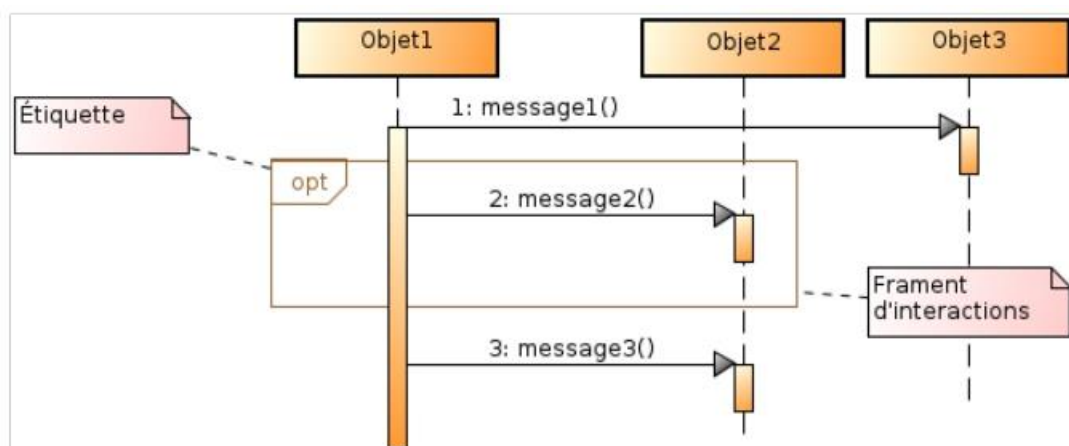 Objet1
Objet2
Objet3
Étiquette
1: message1()
opt
2: message2()
Frament
d'interactions
3: message3()